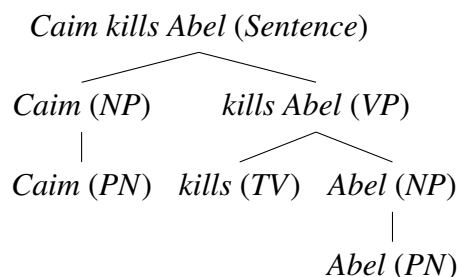 Caim kills Abel (Sentence)
Caim (NP) kills Abel (VP)
Caim (PN) kills (TV) Abel (NP)
Abel (PN)